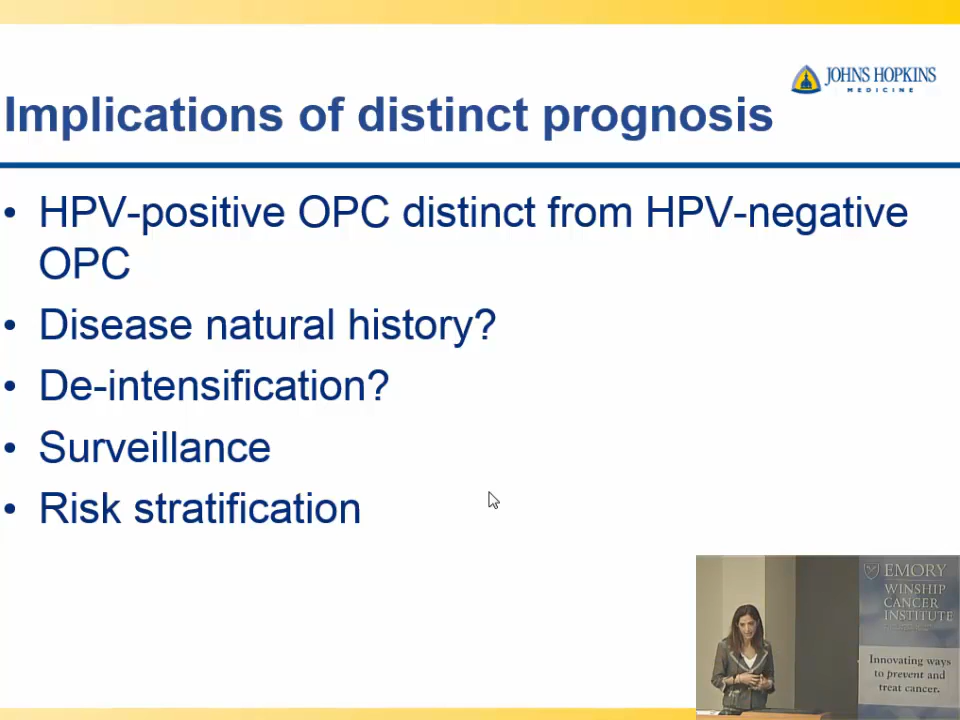 JOHNS HOPKINS
MEDICINE
Implications of distinct prognosis
• HPV-positive OPC distinct from HPV-negative
OPC
• Disease natural history?
• De-intensification?
• Surveillance
• Risk stratification
EMORY
WINSHIP
CANCER
INSTITUTE
Innovating ways
to prevent and
treat cancer.